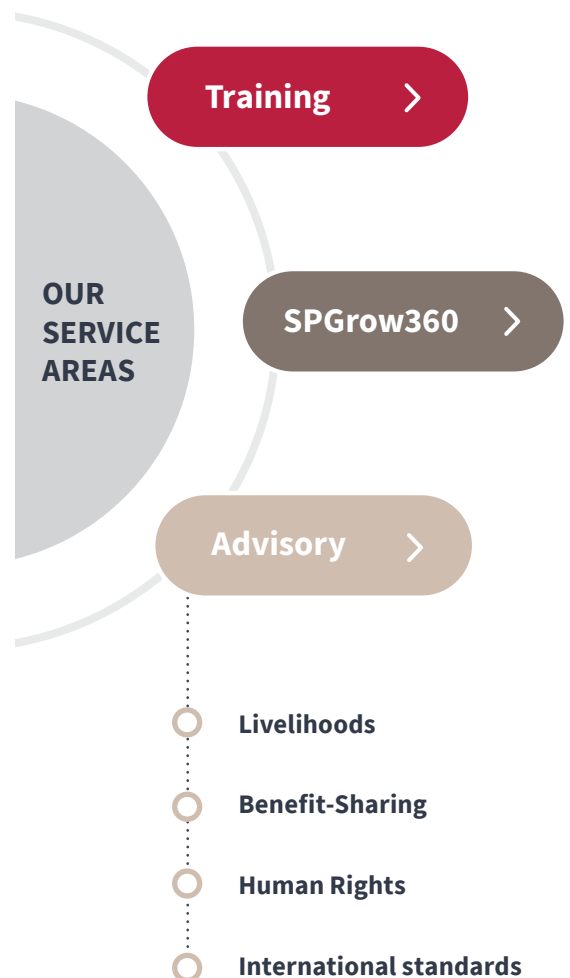 Training
OUR
SERVICE
AREAS
SPGrow360
Advisory
Livelihoods
Benefit-Sharing
Human Rights
International standards